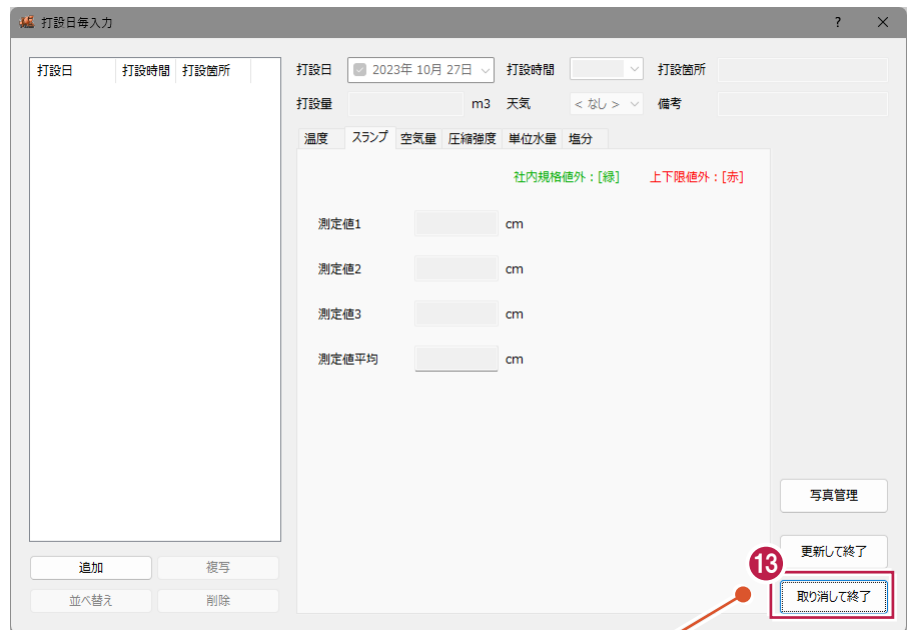 打設日毎入力 ?
打設日 打設時間 打設箇所
打設日 2023年 10月 27日 打設時間 打設箇所
打設量 m3 天気 < なし > 備考
温度 スランプ 空気量 圧縮強度 単位水量 塩分
社内規格値外：[緑] 上下限値外：[赤]
測定値1 cm
測定値2 cm
測定値3 cm
測定値平均 cm
写真管理
更新して終了
追加 複写
13
取り消して終了
並べ替え 削除